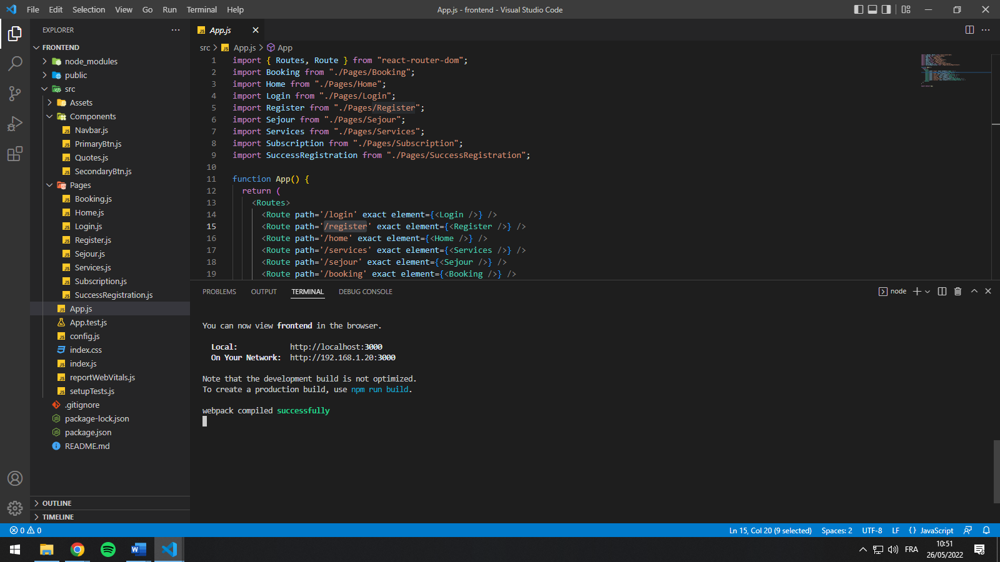 File Edit Selection View Go Run Terminal Help
App.js - frontend - Visual Studio Code
EXPLORER
FRONTEND
node_modules
public
src
Assets
Components
Navbar.js
PrimaryBtn.js
Quotes.js
SecondaryBtn.js
Pages
Booking.js
Home.js
Login.js
Register.js
Sejour.js
Services.js
Subscription.js
SuccessRegistration.js
App.js
App.test.js
config.js
index.css
index.js
reportWebVitals.js
setupTests.js
.gitignore
package-lock.json
package.json
README.md
OUTLINE
TIMELINE
App.js
src > App.js > App
1 import { Routes, Route } from "react-router-dom";
2 import Booking from "./Pages/Booking";
3 import Home from "./Pages/Home";
4 import Login from "./Pages/Login";
5 import Register from "./Pages/Register";
6 import Sejour from "./Pages/Sejour";
7 import Services from "./Pages/Services";
8 import Subscription from "./Pages/Subscription";
9 import SuccessRegistration from "./Pages/SuccessRegistration";
10
11 function App() {
12 return (
13 <Routes>
14 <Route path='/login' exact element={<Login />} />
15 <Route path='/register' exact element={<Register />} />
16 <Route path='/home' exact element={<Home />} />
17 <Route path='/services' exact element={<Services />} />
18 <Route path='/sejour' exact element={<Sejour />} />
19 <Route path='/booking' exact element={<Booking />} />
PROBLEMS OUTPUT TERMINAL DEBUG CONSOLE
node
You can now view frontend in the browser.
Local: http://localhost:3000
On Your Network: http://192.168.1.20:3000
Note that the development build is not optimized.
To create a production build, use npm run build.
webpack compiled successfully
0 0
Ln 15, Col 20 (9 selected) Spaces: 2 UTF-8 LF {} JavaScript
FRA
10:51
26/05/2022